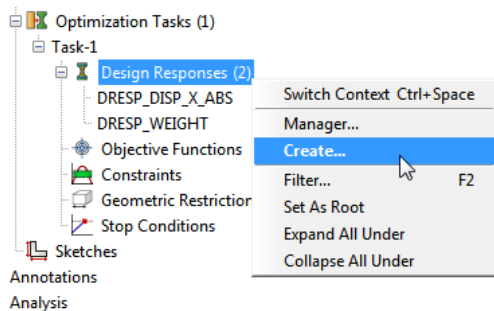 Optimization Tasks (1)
Task-1
Design Responses (2)
DRESP_DISP_X_ABS
DRESP_WEIGHT
Objective Functions
Constraints
Geometric Restriction
Stop Conditions
Sketches
Annotations
Analysis
Switch Context Ctrl+Space
Manager...
Create...
Filter... F2
Set As Root
Expand All Under
Collapse All Under